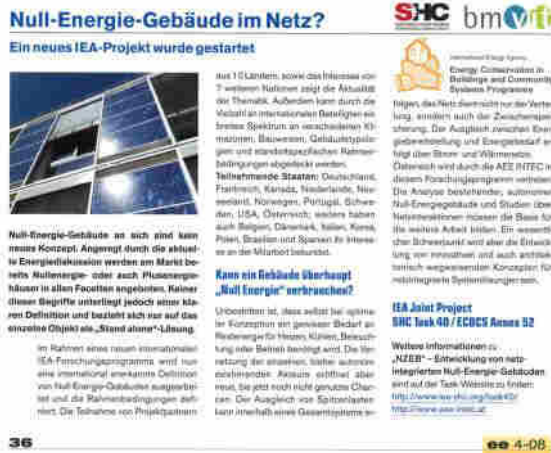 Null-Energie-Gebäude im Netz?
Ein neues IEA-Projekt wurde gestartet
SHC
bmvit
Null-Energie-Gebäude an sich sind kein
neues Konzept. Angeregt durch die aktuel-
le Energiediskussion werden am Markt be-
reits Nullenergie- oder auch Plusenergie-
häuser in allen Facetten angeboten. Keiner
dieser Begriffe unterliegt jedoch einer kla-
ren Definition und bezieht sich nur auf das
einzelne Objekt als „Stand alone“-Lösung.
Im Rahmen eines neuen internationalen
IEA-Forschungsprogramms wird nun
eine international anerkannte Definition
von Null-Energie-Gebäuden ausgearbei-
tet und die Rahmenbedingungen defi-
niert. Die Teilnahme von Projektpartnern
aus 10 Ländern, sowie das Interesse von
7 weiteren Nationen zeigt die Aktualität
der Thematik. Außerdem kann durch die
Vielzahl an internationalen Beteiligten ein
breites Spektrum an verschiedenen Kli-
mazonen, Bauweisen, Gebäudetypolo-
gien und standortspezifischen Rahmen-
bedingungen abgedeckt werden.
Teilnehmende Staaten: Deutschland,
Frankreich, Kanada, Niederlande, Neu-
seeland, Norwegen, Portugal, Schwe-
den, USA, Österreich; weitere haben
auch Belgien, Dänemark, Italien, Korea,
Polen, Brasilien und Spanien ihr Interes-
se an der Mitarbeit bekundet.
Kann ein Gebäude überhaupt
„Null Energie“ verbrauchen?
Unbestritten ist, dass selbst bei optima-
ler Konzeption ein gewisser Bedarf an
Restenergie für Heizen, Kühlen, Beleuch-
tung oder Betrieb benötigt wird. Die Ver-
netzung der einzelnen, bisher autonom
existierenden Akteure eröffnet aber
neue, bis jetzt noch nicht genutzte Chan-
cen. Der Ausgleich von Spitzenlasten
kann innerhalb eines Gesamtsystems er-
International Energy Agency
Energy Conservation in
Buildings and Community
Systems Programme
folgen, das Netz dient nicht nur der Vertei-
lung, sondern auch der Zwischenspei-
cherung. Der Ausgleich zwischen Ener-
giebereitstellung und Energiebedarf er-
folgt über Strom- und Wärmenetze.
Österreich wird durch die AEE INTEC in
diesem Forschungsprogramm vertreten.
Die Analyse bestehender, autonomer
Null-Energiegebäude und Studien über
Netzinteraktionen müssen die Basis für
die weitere Arbeit bilden. Ein wesentli-
cher Schwerpunkt wird aber die Entwick-
lung von innovativen und auch architek-
tonisch wegweisenden Konzepten für
netzintegrierte Systemlösungen sein.
IEA Joint Project
SHC Task 40 / ECBCS Annex 52
Weitere Informationen zu
„NZEB“ – Entwicklung von netz-
integrierten Null-Energie-Gebäuden
sind auf der Task-Website zu finden:
http://www.iea-shc.org/task40/
http://www.aee-intec.at
36
ee 4-08